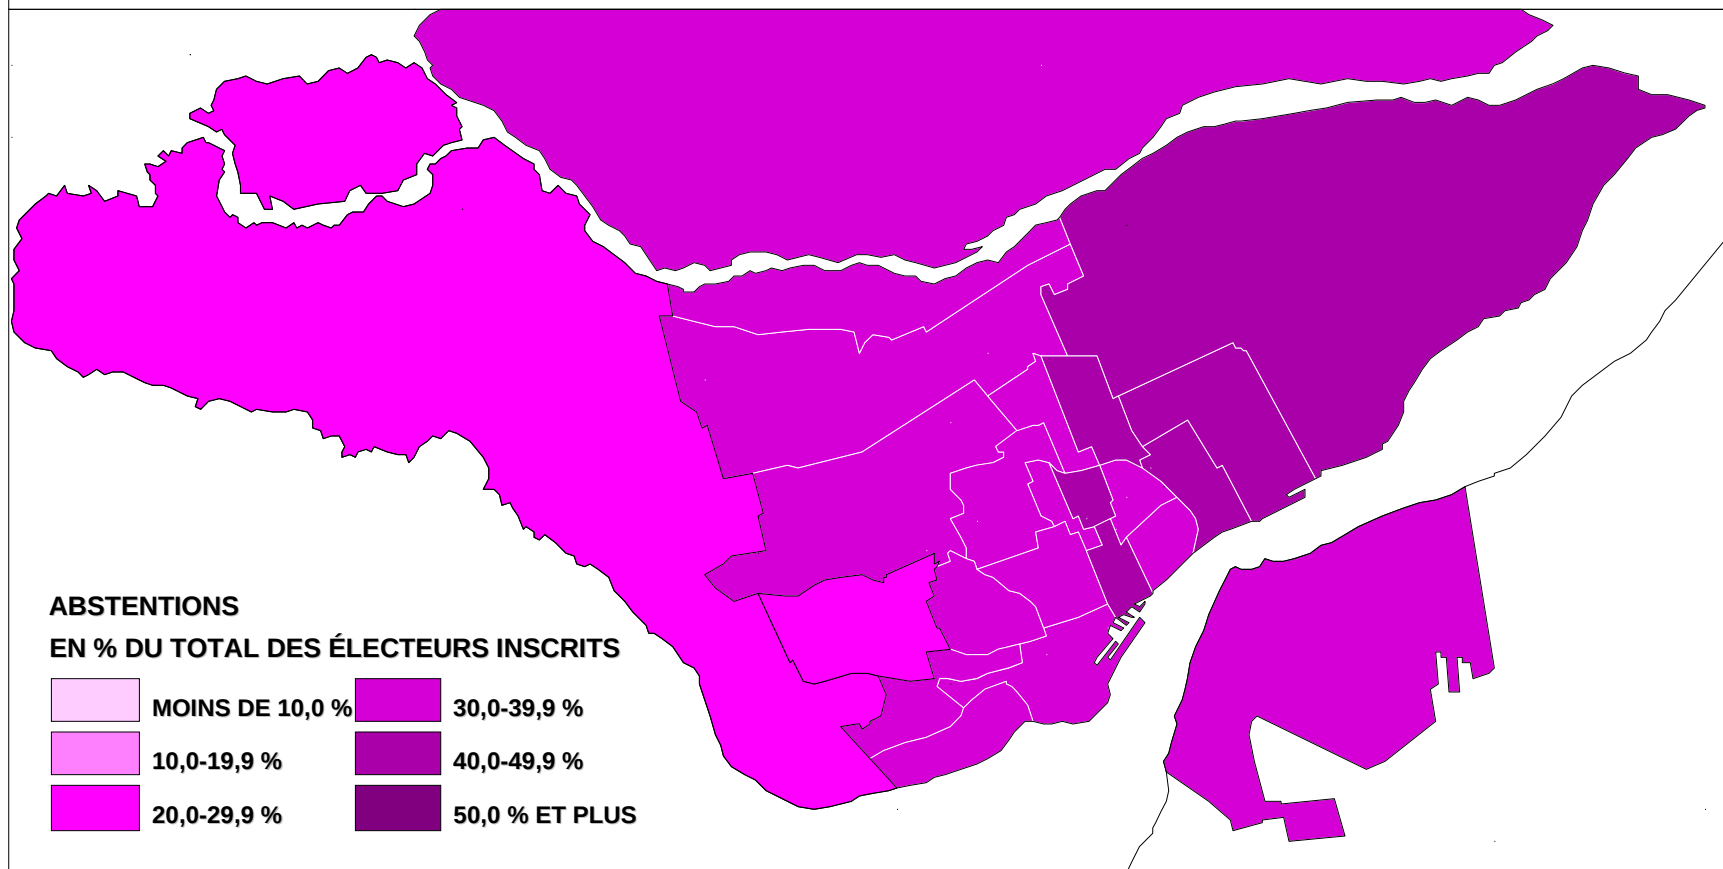 ABSTENTIONS
EN % DU TOTAL DES ÉLECTEURS INSCRITS
MOINS DE 10,0 %
10,0-19,9 %
20,0-29,9 %
30,0-39,9 %
40,0-49,9 %
50,0 % ET PLUS